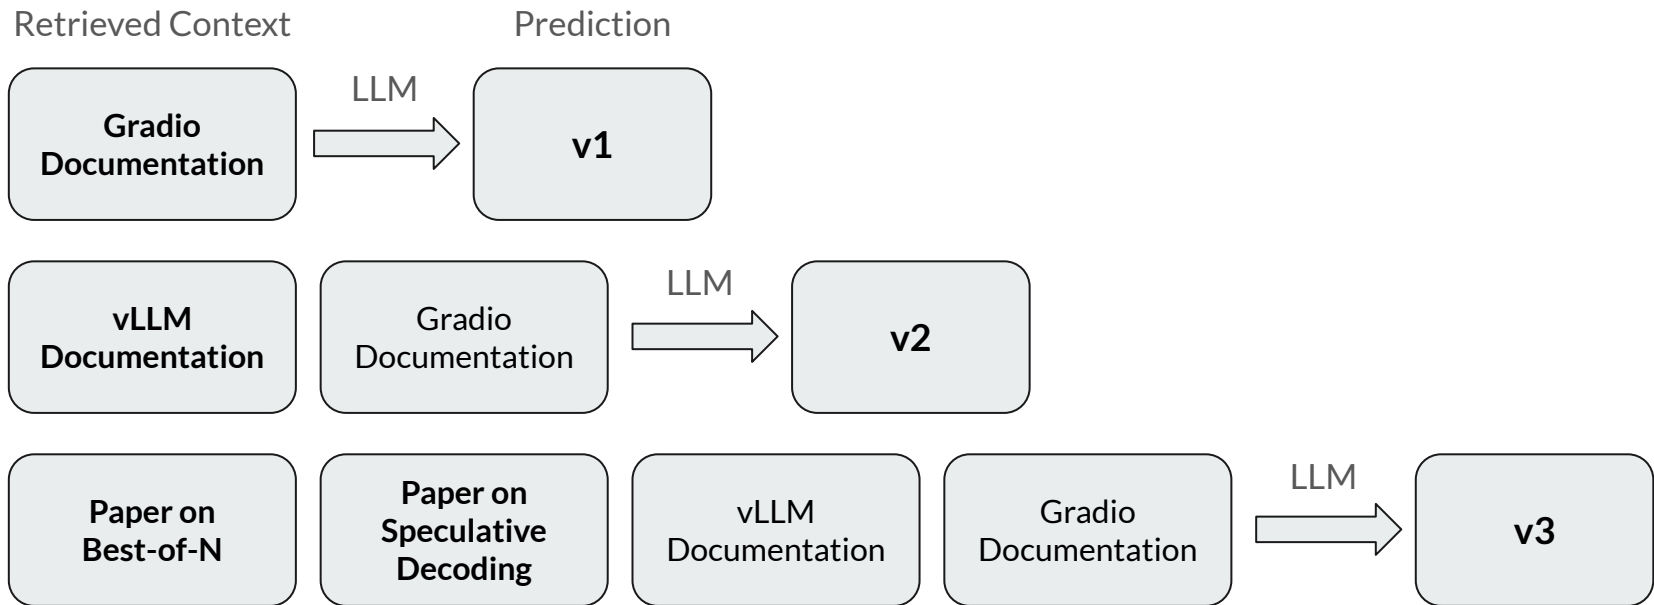 Retrieved Context
Prediction
Gradio
Documentation
LLM
v1
vLLM
Documentation
Gradio
Documentation
LLM
v2
Paper on
Best-of-N
Paper on
Speculative
Decoding
vLLM
Documentation
Gradio
Documentation
LLM
v3